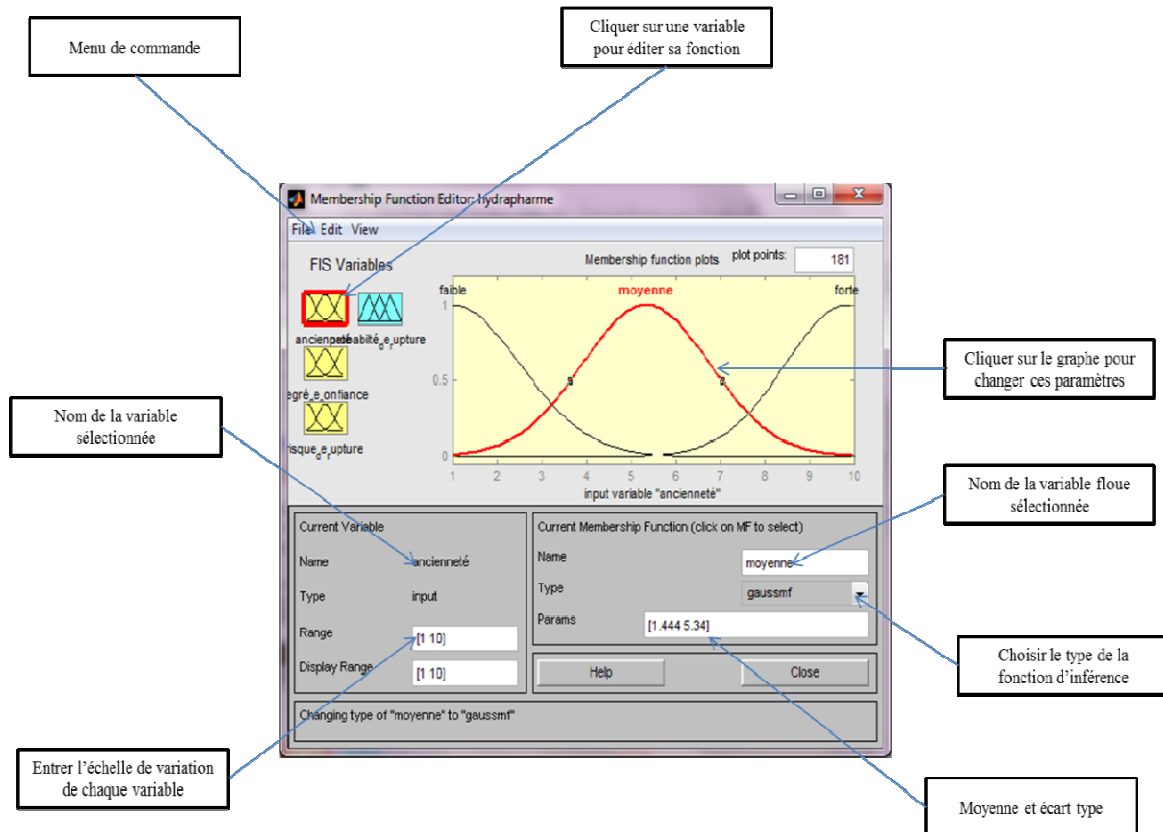 Menu de commande
Cliquer sur une variable
pour éditer sa fonction
Membership Function Editor: hydrapharme
File Edit View
FIS Variables
Membership function plots
plot points:
181
faible
moyenne
forte
1
0.5
0
1 2 3 4 5 6 7 8 9 10
input variable "ancienneté"
ancienneté
probabilité_de_rupture
egré_e_onfiance
risque_de_rupture
Cliquer sur le graphe pour
changer ces paramètres
Nom de la variable
sélectionnée
Nom de la variable floue
sélectionnée
Current Variable
Name ancienneté
Type input
Range [1 10]
Display Range [1 10]
Current Membership Function (click on MF to select)
Name moyenne
Type gaussmf
Params [1.444 5.34]
Help
Close
Changing type of "moyenne" to "gaussmf"
Choisir le type de la
fonction d'inférence
Entrer l'échelle de variation
de chaque variable
Moyenne et écart type